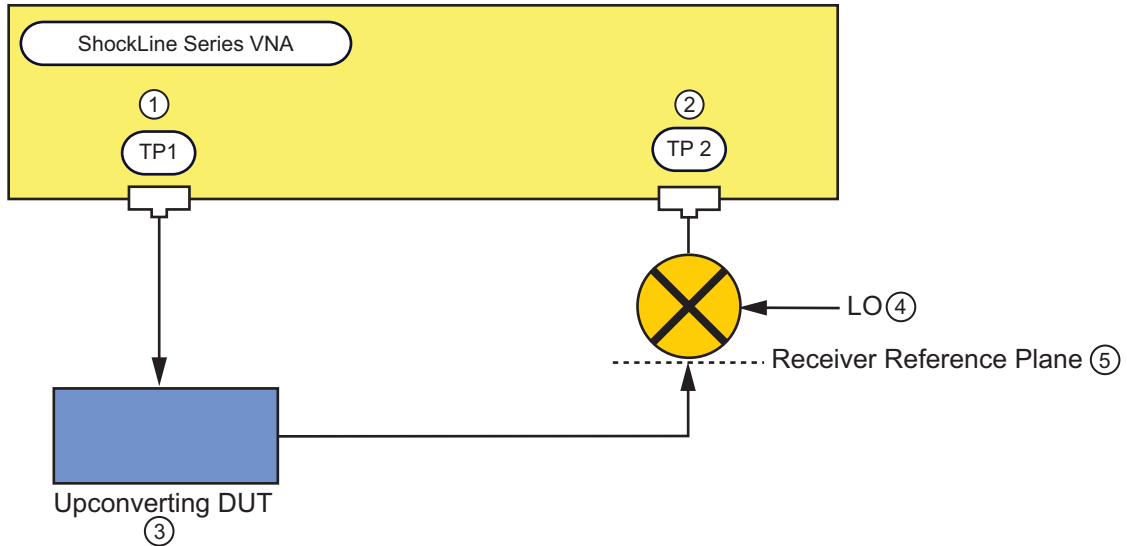 ShockLine Series VNA
① ②
TP1 TP 2
LO ④
Receiver Reference Plane ⑤
Upconverting DUT
③